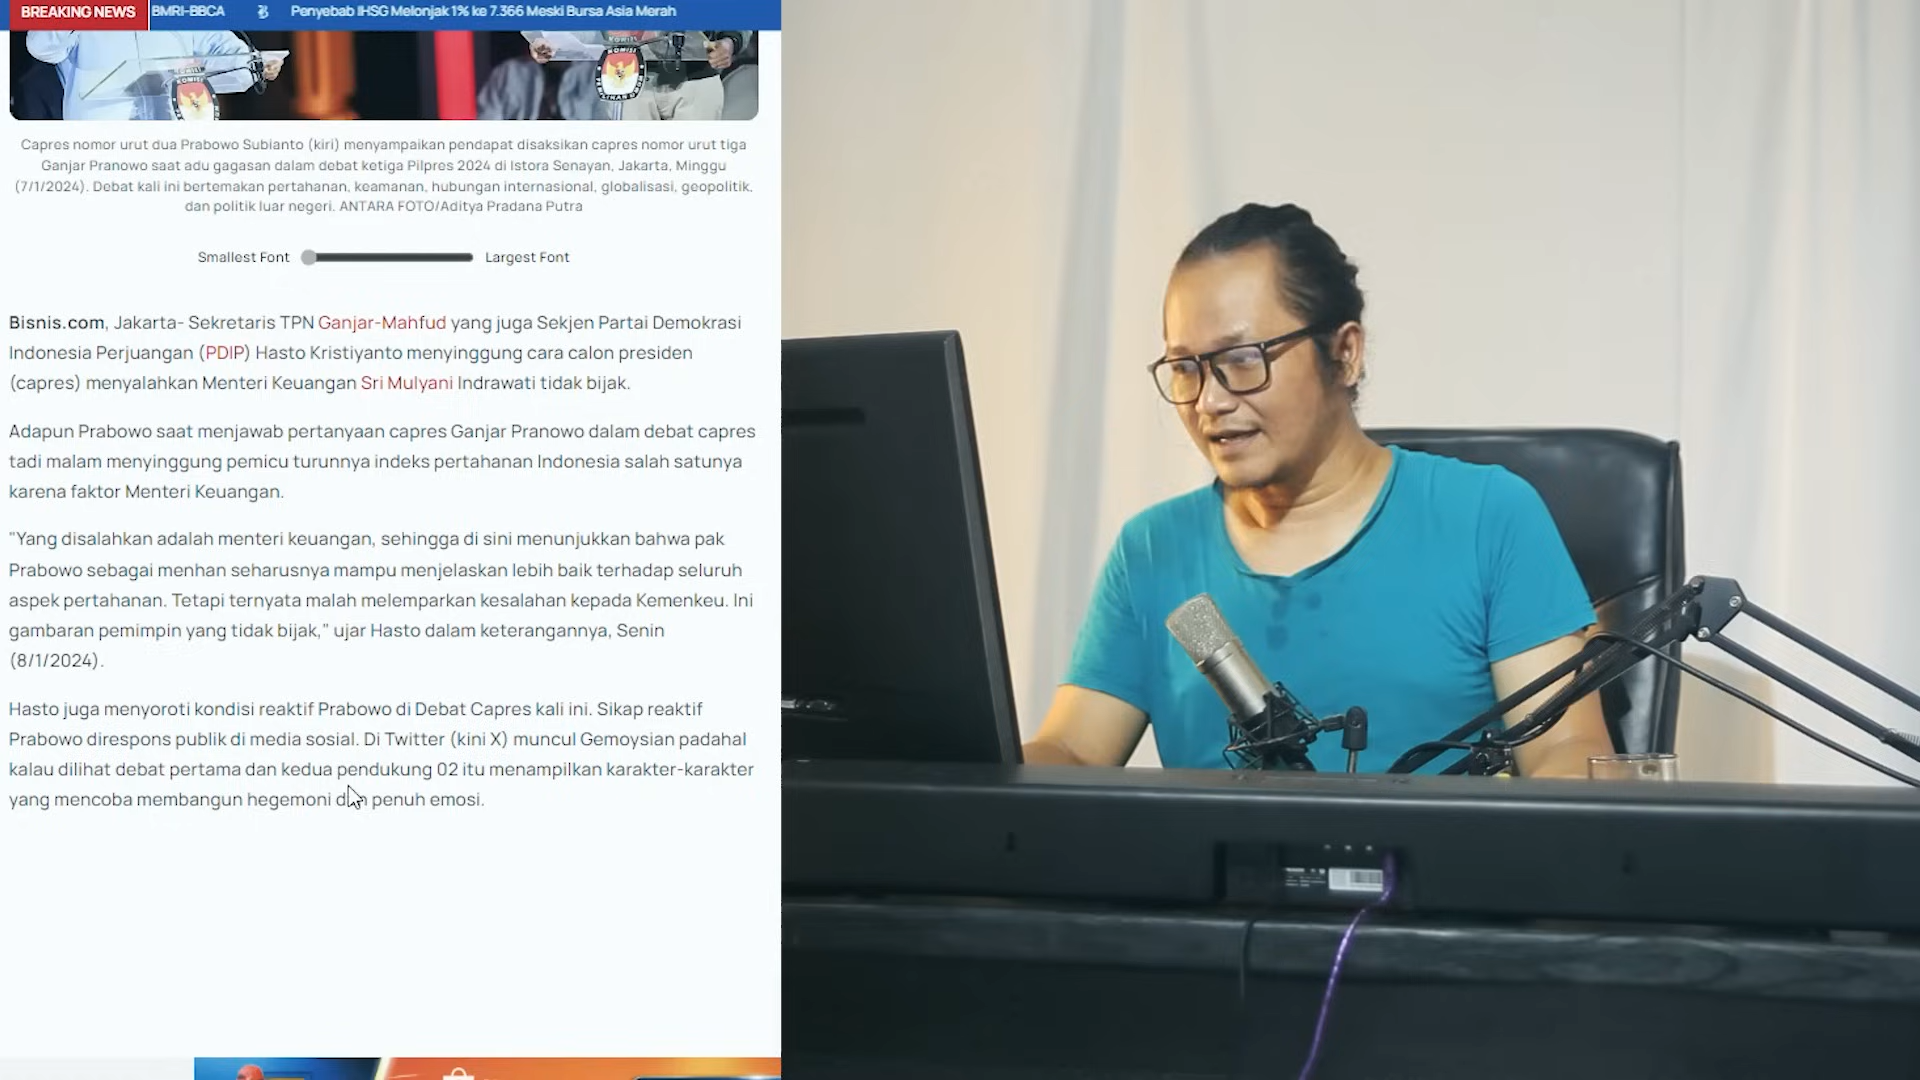 BREAKING NEWS BMRI-BBCA Penyebab IHSG Melonjak 1% ke 7.366 Meski Bursa Asia Merah
KOMISI
KOMISI
Capres nomor urut dua Prabowo Subianto (kiri) menyampaikan pendapat disaksikan capres nomor urut tiga
Ganjar Pranowo saat adu gagasan dalam debat ketiga Pilpres 2024 di Istora Senayan, Jakarta, Minggu
(7/1/2024). Debat kali ini bertemakan pertahanan, keamanan, hubungan internasional, globalisasi, geopolitik,
dan politik luar negeri. ANTARA FOTO/Aditya Pradana Putra
Smallest Font Largest Font
Bisnis.com, Jakarta- Sekretaris TPN Ganjar-Mahfud yang juga Sekjen Partai Demokrasi
Indonesia Perjuangan (PDIP) Hasto Kristiyanto menyinggung cara calon presiden
(capres) menyalahkan Menteri Keuangan Sri Mulyani Indrawati tidak bijak.
Adapun Prabowo saat menjawab pertanyaan capres Ganjar Pranowo dalam debat capres
tadi malam menyinggung pemicu turunnya indeks pertahanan Indonesia salah satunya
karena faktor Menteri Keuangan.
"Yang disalahkan adalah menteri keuangan, sehingga di sini menunjukkan bahwa pak
Prabowo sebagai menhan seharusnya mampu menjelaskan lebih baik terhadap seluruh
aspek pertahanan. Tetapi ternyata malah melemparkan kesalahan kepada Kemenkeu. Ini
gambaran pemimpin yang tidak bijak," ujar Hasto dalam keterangannya, Senin
(8/1/2024).
Hasto juga menyoroti kondisi reaktif Prabowo di Debat Capres kali ini. Sikap reaktif
Prabowo direspons publik di media sosial. Di Twitter (kini X) muncul Gemoysian padahal
kalau dilihat debat pertama dan kedua pendukung 02 itu menampilkan karakter-karakter
yang mencoba membangun hegemoni dan penuh emosi.